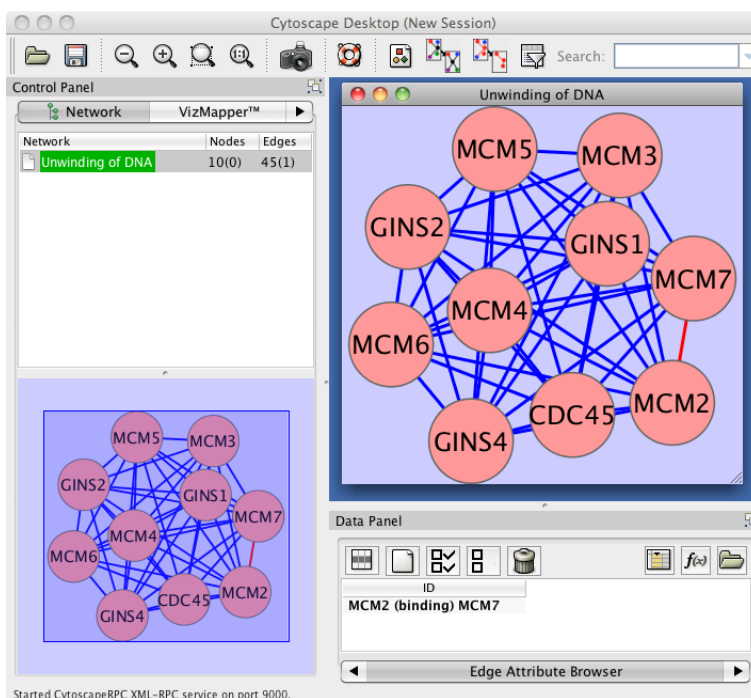 Cytoscape Desktop (New Session)
1:1
Search:
Control Panel
Network
VizMapper™
Network Nodes Edges
Unwinding of DNA 10(0) 45(1)
Unwinding of DNA
MCM5
MCM3
GINS2
GINS1
MCM7
MCM4
MCM6
MCM2
CDC45
GINS4
MCM5
MCM3
GINS2
GINS1
MCM7
MCM4
MCM6
MCM2
CDC45
GINS4
Data Panel
f(x)
ID
MCM2 (binding) MCM7
Edge Attribute Browser
Started CytoscapeRPC XML-RPC service on port 9000.